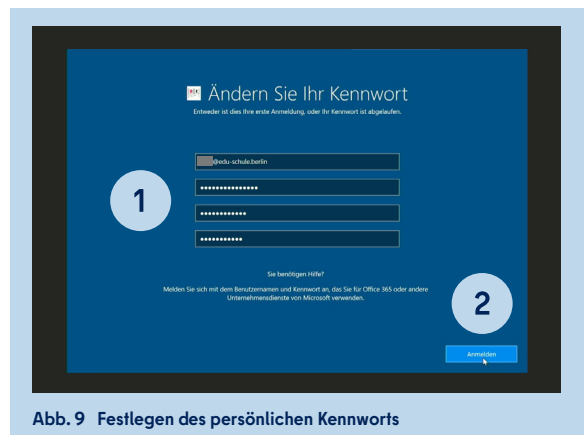 Ändern Sie Ihr Kennwort
Entweder ist dies Ihre erste Anmeldung, oder Ihr Kennwort ist abgelaufen.
@edu-schule.berlin
•••••••••••••••
••••••••••••
•••••••••••
1
Sie benötigen Hilfe?
Melden Sie sich mit dem Benutzernamen und Kennwort an, das Sie für Office 365 oder andere
Unternehmensdienste von Microsoft verwenden.
2
Anmelden
Abb. 9 Festlegen des persönlichen Kennworts